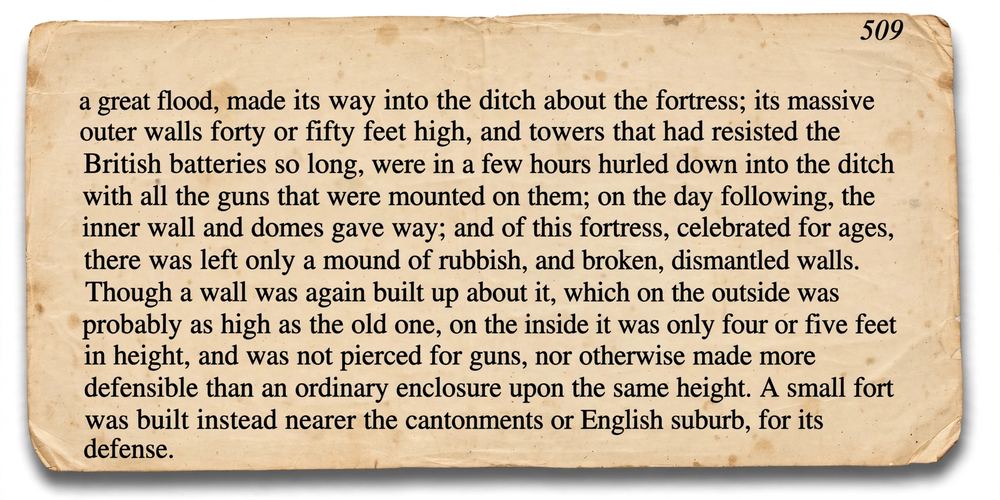 509
a great flood, made its way into the ditch about the fortress; its massive
outer walls forty or fifty feet high, and towers that had resisted the
British batteries so long, were in a few hours hurled down into the ditch
with all the guns that were mounted on them; on the day following, the
inner wall and domes gave way; and of this fortress, celebrated for ages,
there was left only a mound of rubbish, and broken, dismantled walls.
Though a wall was again built up about it, which on the outside was
probably as high as the old one, on the inside it was only four or five feet
in height, and was not pierced for guns, nor otherwise made more
defensible than an ordinary enclosure upon the same height. A small fort
was built instead nearer the cantonments or English suburb, for its
defense.